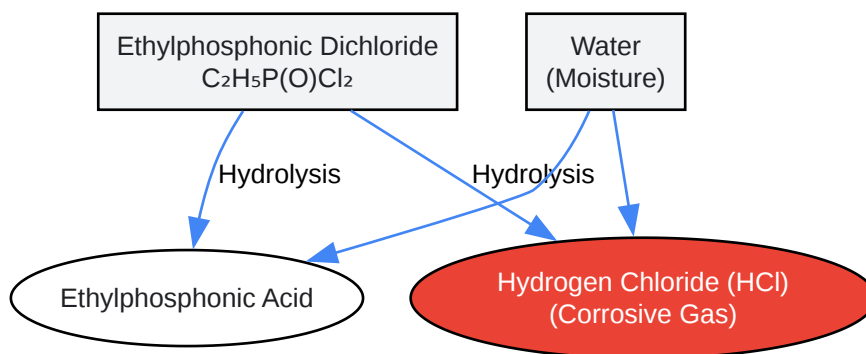 Ethylphosphonic Dichloride
C₂H₅P(O)Cl₂
Water
(Moisture)
Hydrolysis
Hydrolysis
Ethylphosphonic Acid
Hydrogen Chloride (HCl)
(Corrosive Gas)